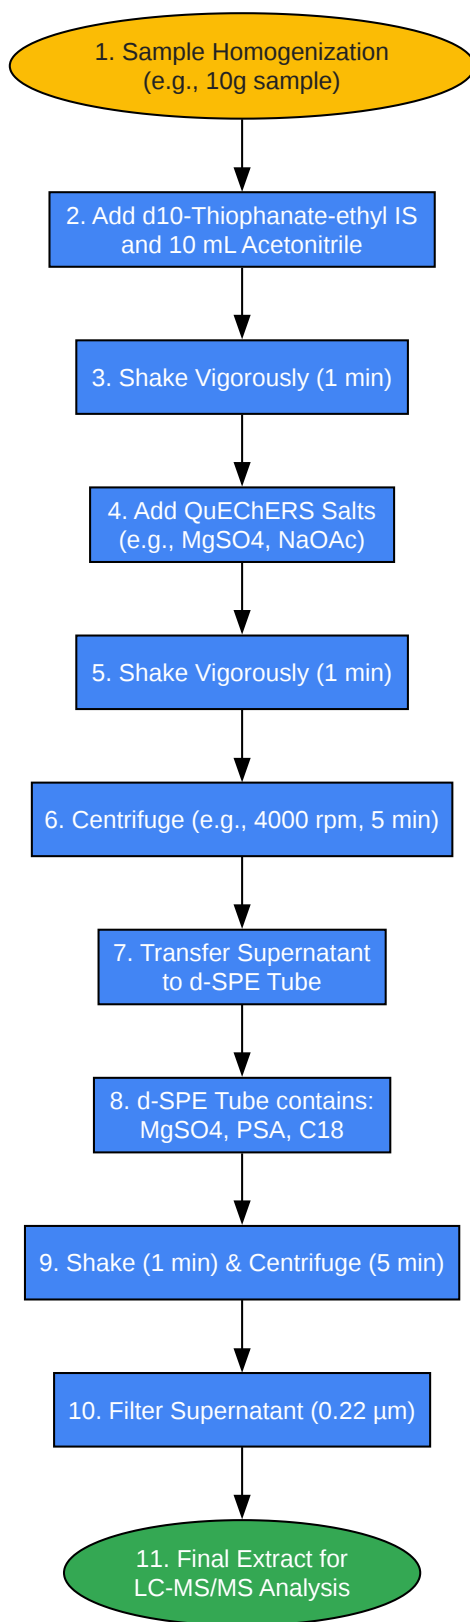 1. Sample Homogenization
(e.g., 10g sample)
2. Add d10-Thiophanate-ethyl IS
and 10 mL Acetonitrile
3. Shake Vigorously (1 min)
4. Add QuEChERS Salts
(e.g., MgSO4, NaOAc)
5. Shake Vigorously (1 min)
6. Centrifuge (e.g., 4000 rpm, 5 min)
7. Transfer Supernatant
to d-SPE Tube
8. d-SPE Tube contains:
MgSO4, PSA, C18
9. Shake (1 min) & Centrifuge (5 min)
10. Filter Supernatant (0.22 µm)
11. Final Extract for
LC-MS/MS Analysis